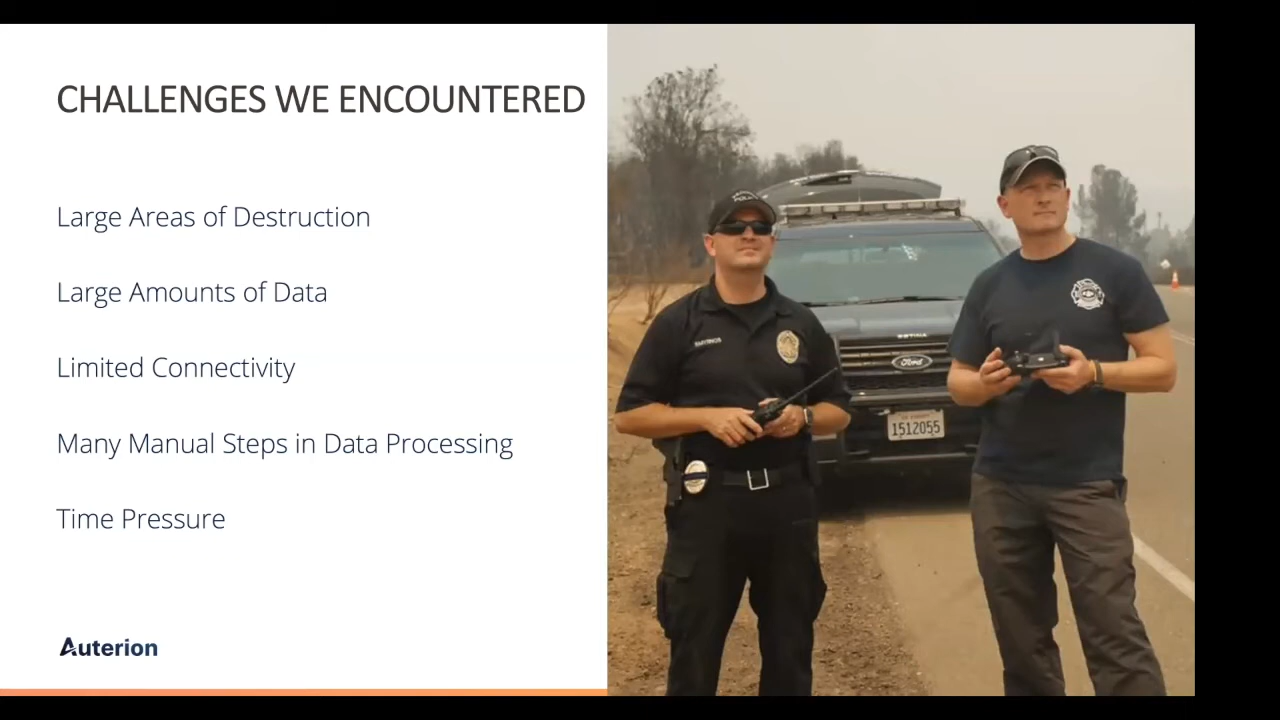 CHALLENGES WE ENCOUNTERED
Large Areas of Destruction
Large Amounts of Data
Limited Connectivity
Many Manual Steps in Data Processing
Time Pressure
Auterion
Ford
1512055